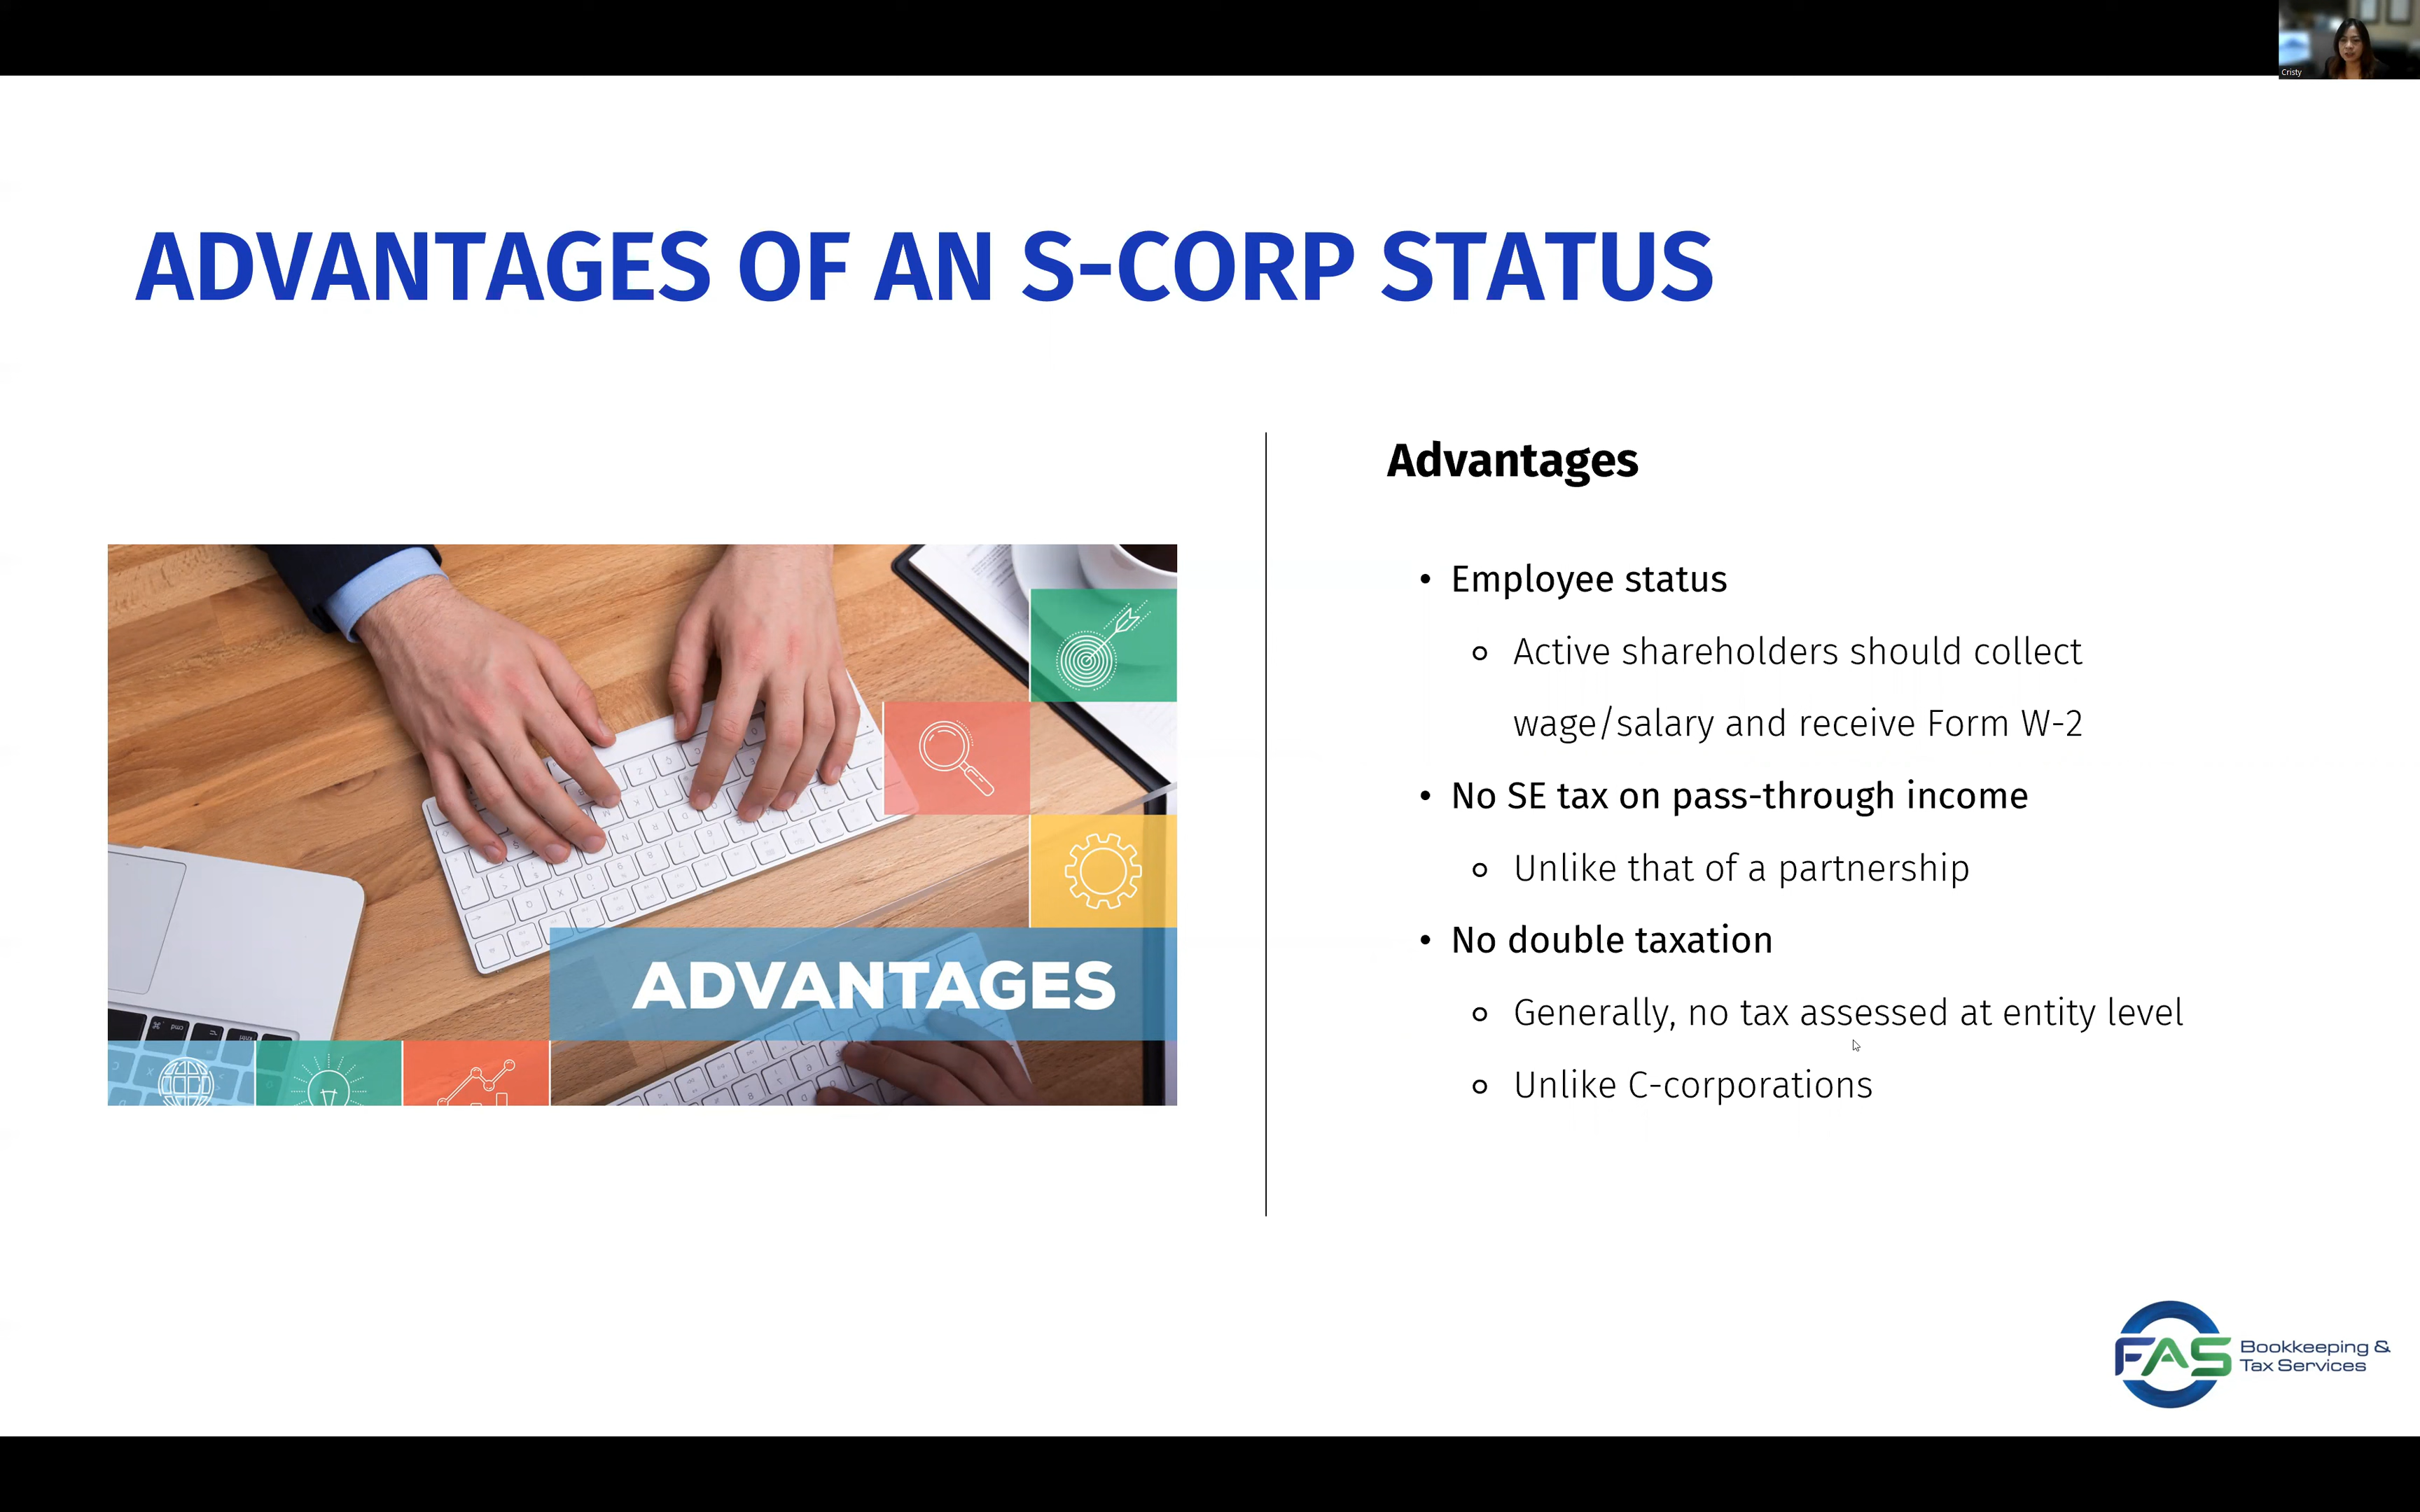 Cristy
ADVANTAGES OF AN S-CORP STATUS
ADVANTAGES
Advantages
• Employee status
Active shareholders should collect
wage/salary and receive Form W-2
• No SE tax on pass-through income
Unlike that of a partnership
• No double taxation
Generally, no tax assessed at entity level
Unlike C-corporations
FAS
Bookkeeping &
Tax Services